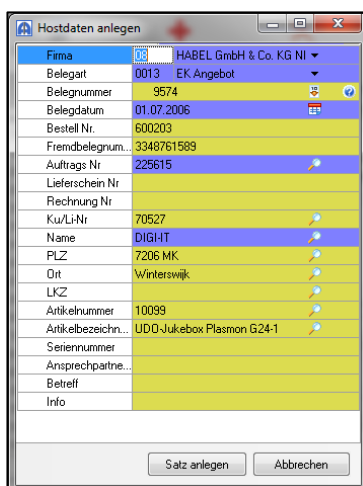 Hostdaten anlegen
Firma 08 HABEL GmbH & Co. KG NI
Belegart 0013 EK Angebot
Belegnummer 9574
Belegdatum 01.07.2006
Bestell Nr. 600203
Fremdbelegnum... 3348761589
Auftrags Nr 225615
Lieferschein Nr
Rechnung Nr
Ku/Li-Nr 70527
Name DIGI-IT
PLZ 7206 MK
Ort Winterswijk
LKZ
Artikelnummer 10099
Artikelbezeichn... UDO-Jukebox Plasmon G24-1
Seriennummer
Ansprechpartne...
Betreff
Info
Satz anlegen Abbrechen